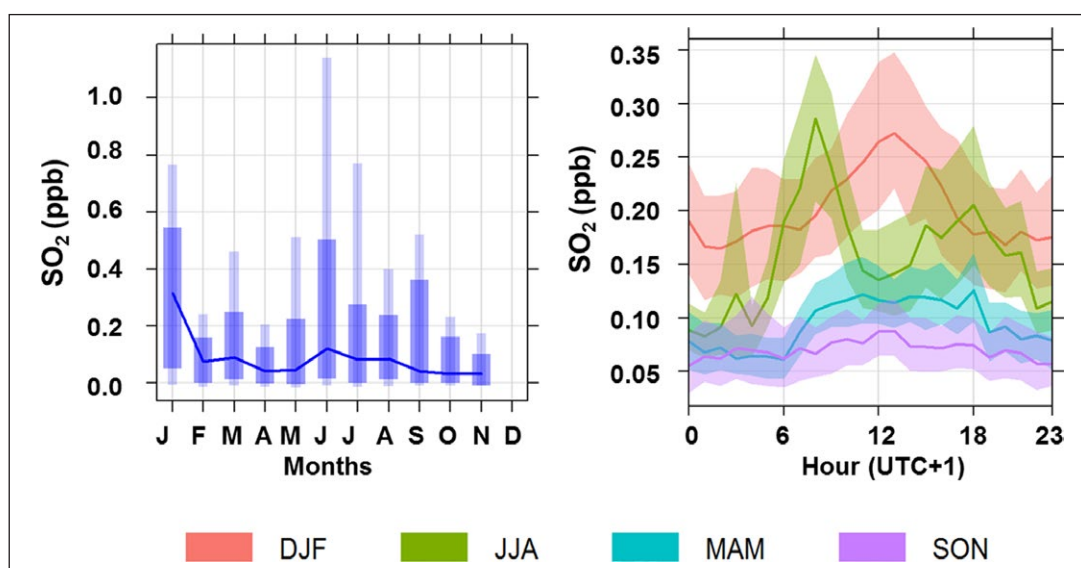 SO2 (ppb)
1.0
0.8
0.6
0.4
0.2
0.0
J F M A M J J A S O N D
Months
SO2 (ppb)
0.35
0.30
0.25
0.20
0.15
0.10
0.05
0 6 12 18 23
Hour (UTC+1)
DJF JJA MAM SON